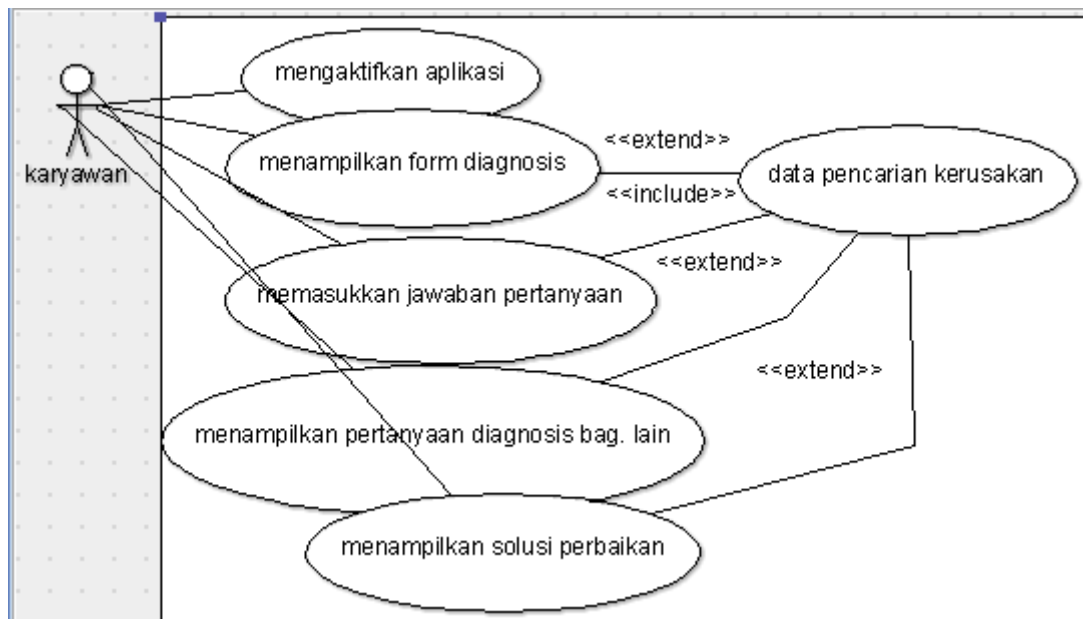 mengaktifkan aplikasi
menampilkan form diagnosis
<<extend>>
data pencarian kerusakan
karyawan
<<include>>
<<extend>>
memasukkan jawaban pertanyaan
<<extend>>
menampilkan pertanyaan diagnosis bag. lain
menampilkan solusi perbaikan